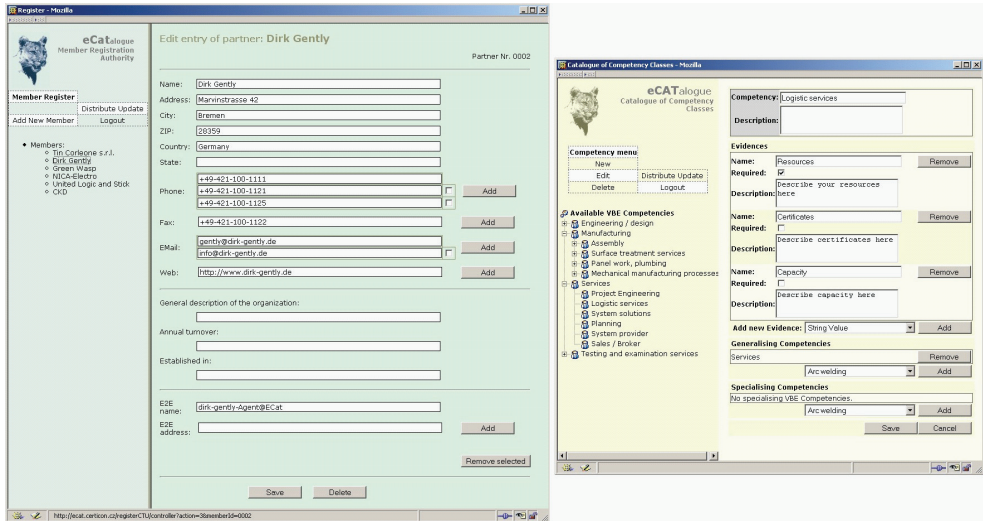 Register - Mozilla
eCatalogue
Member Registration
Authority
Member Register
Distribute Update
Add New Member
Logout
Members:
Tin Corleone s.r.l.
Dirk Gently
Green Wasp
NICA-Electro
United Logic and Stick
CKD
Edit entry of partner: Dirk Gently
Partner Nr. 0002
Name: Dirk Gently
Address: Marvinstrasse 42
City: Bremen
ZIP: 28359
Country: Germany
State:
+49-421-100-1111
Phone: +49-421-100-1121 Add
+49-421-100-1125
Fax: +49-421-100-1122 Add
gently@dirk-gently.de
EMail: Add
info@dirk-gently.de
Web: http://www.dirk-gently.de Add
General description of the organization:
Annual turnover:
Established in:
E2E name: dirk-gently-Agent@ECat
E2E address: Add
Remove selected
Save Delete
http://ecat.certicon.cz/registerCTU/controller?action=3&memberId=0002
Catalogue of Competency Classes - Mozilla
eCATalogue
Catalogue of Competency
Classes
Competency menu
New
Edit Distribute Update
Delete Logout
Available VBE Competencies
Engineering / design
Manufacturing
Assembly
Surface treatment services
Panel work, plumbing
Mechanical manufacturing processes
Services
Project Engineering
Logistic services
System solutions
Planning
System provider
Sales / Broker
Testing and examination services
Competency: Logistic services
Description:
Evidences
Name: Resources Remove
Required:
Description: Describe your resources
here
Name: Certificates Remove
Required:
Description: Describe certificates here
Name: Capacity Remove
Required:
Description: Describe capacity here
Add new Evidence: String Value Add
Generalising Competencies
Services Remove
Arc welding Add
Specialising Competencies
No specialising VBE Competencies.
Arc welding Add
Save Cancel